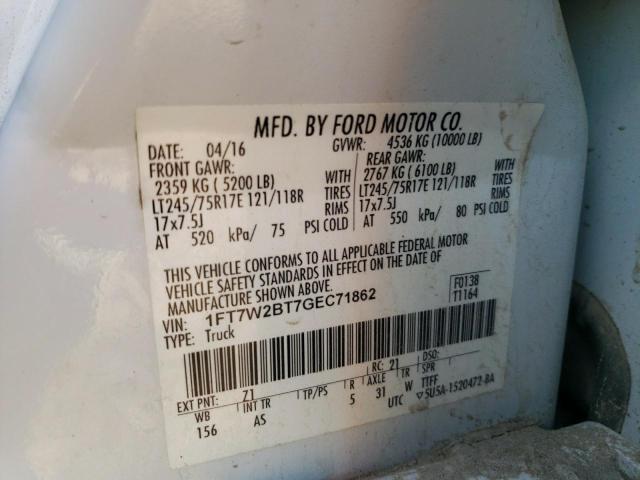 MFD. BY FORD MOTOR CO.
DATE: 04/16 GVWR: 4536 KG (10000 LB)
FRONT GAWR: REAR GAWR:
2359 KG ( 5200 LB) WITH 2767 KG ( 6100 LB) WITH
LT245/75R17E 121/118R TIRES LT245/75R17E 121/118R TIRES
17x7.5J RIMS 17x7.5J RIMS
AT 520 kPa/ 75 PSI COLD AT 550 kPa/ 80 PSI COLD
THIS VEHICLE CONFORMS TO ALL APPLICABLE FEDERAL MOTOR
VEHICLE SAFETY STANDARDS IN EFFECT ON THE DATE OF
MANUFACTURE SHOWN ABOVE.
VIN: 1FT7W2BT7GEC71862 F0138
TYPE: Truck T1164
EXT PNT: Z1 RC: 21 DSO:
WB INT TR TP/PS R AXLE TR SPR
156 AS 5 31 W TTFF
UTC ▽5U5A-1520472-BA